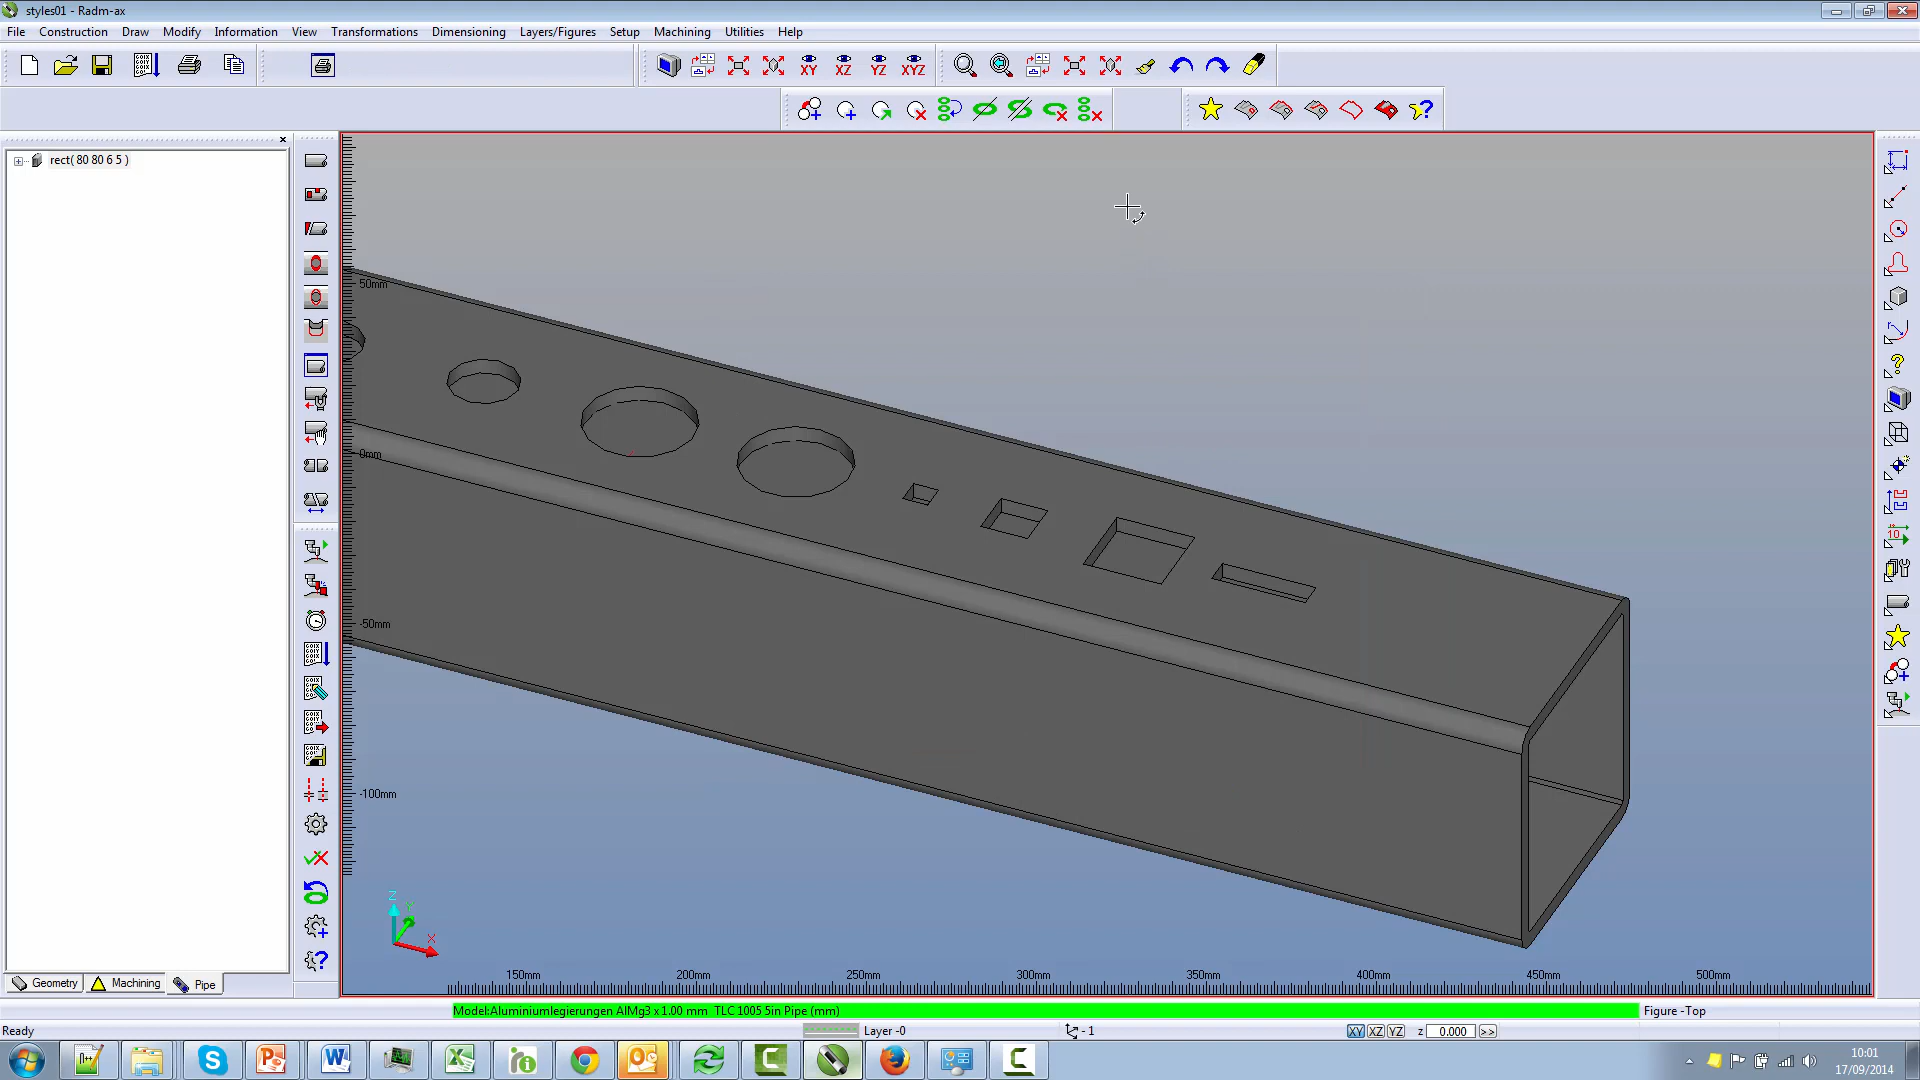 styles01 - Radm-ax
File Construction Draw Modify Information View Transformations Dimensioning Layers/Figures Setup Machining Utilities Help
XY XZ YZ XYZ
rect( 80 80 6 5 )
50mm
0mm
-50mm
-100mm
Z
Y
X
150mm 200mm 250mm 300mm 350mm 400mm 450mm 500mm
10
Geometry Machining Pipe
Model:Aluminiumlegierungen AlMg3 x 1.00 mm TLC 1005 5in Pipe (mm)
Figure -Top
Ready
Layer -0
- 1
XY XZ YZ z 0.000 >>
10:01
17/09/2014